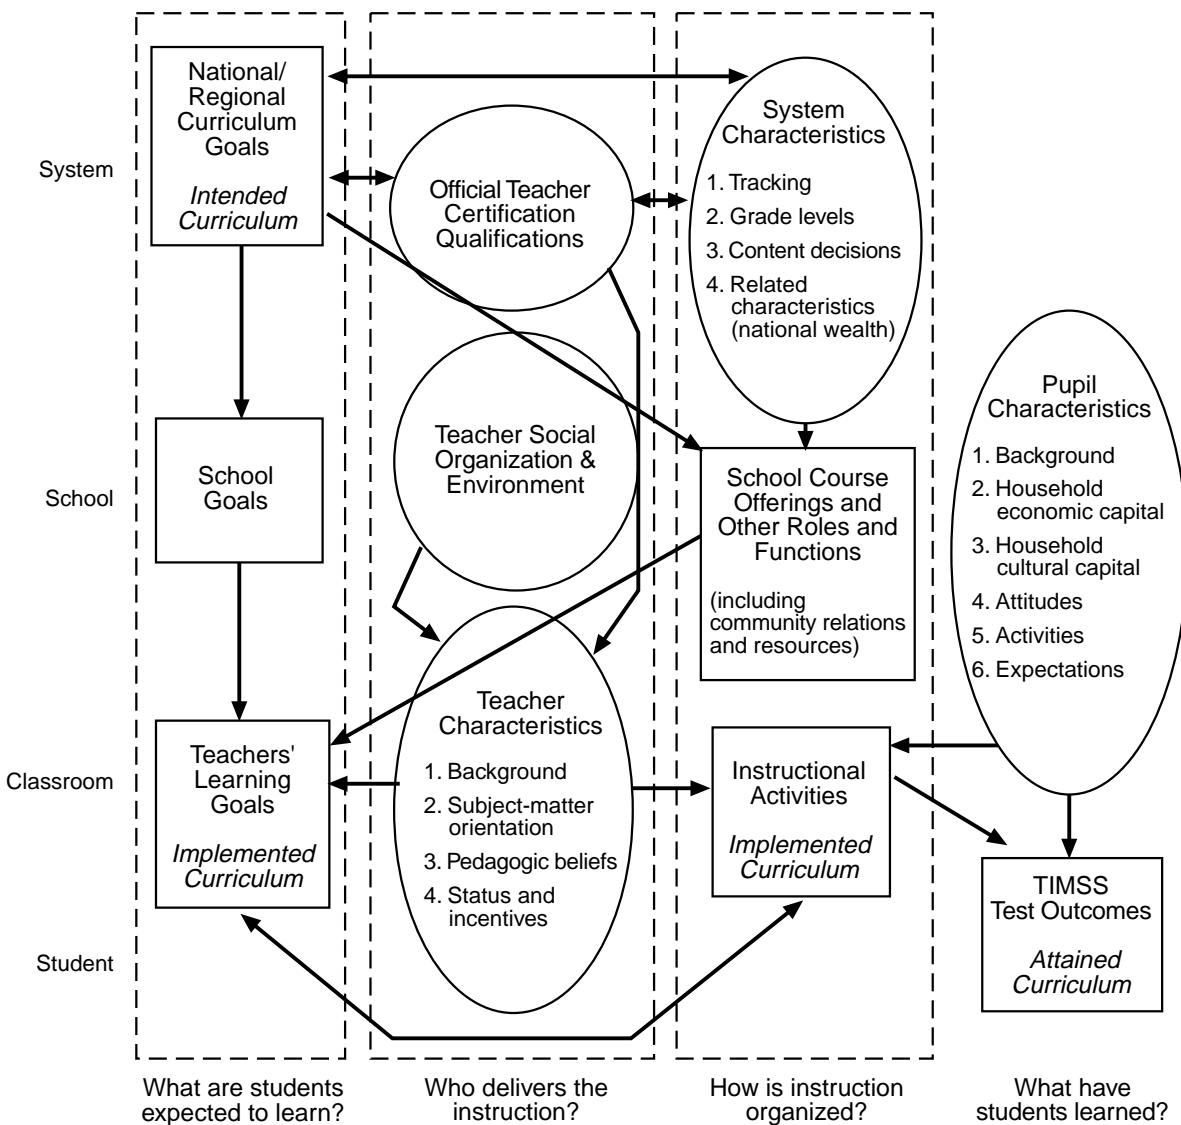 System
School
Classroom
Student
National/
Regional
Curriculum
Goals
Intended
Curriculum
School
Goals
Teachers'
Learning
Goals
Implemented
Curriculum
What are students
expected to learn?
Official Teacher
Certification
Qualifications
Teacher Social
Organization &
Environment
Teacher
Characteristics
1. Background
2. Subject-matter
orientation
3. Pedagogic beliefs
4. Status and
incentives
Who delivers the
instruction?
System
Characteristics
1. Tracking
2. Grade levels
3. Content decisions
4. Related
characteristics
(national wealth)
School Course
Offerings and
Other Roles and
Functions
(including
community relations
and resources)
Instructional
Activities
Implemented
Curriculum
How is instruction
organized?
Pupil
Characteristics
1. Background
2. Household
economic capital
3. Household
cultural capital
4. Attitudes
5. Activities
6. Expectations
TIMSS
Test Outcomes
Attained
Curriculum
What have
students learned?